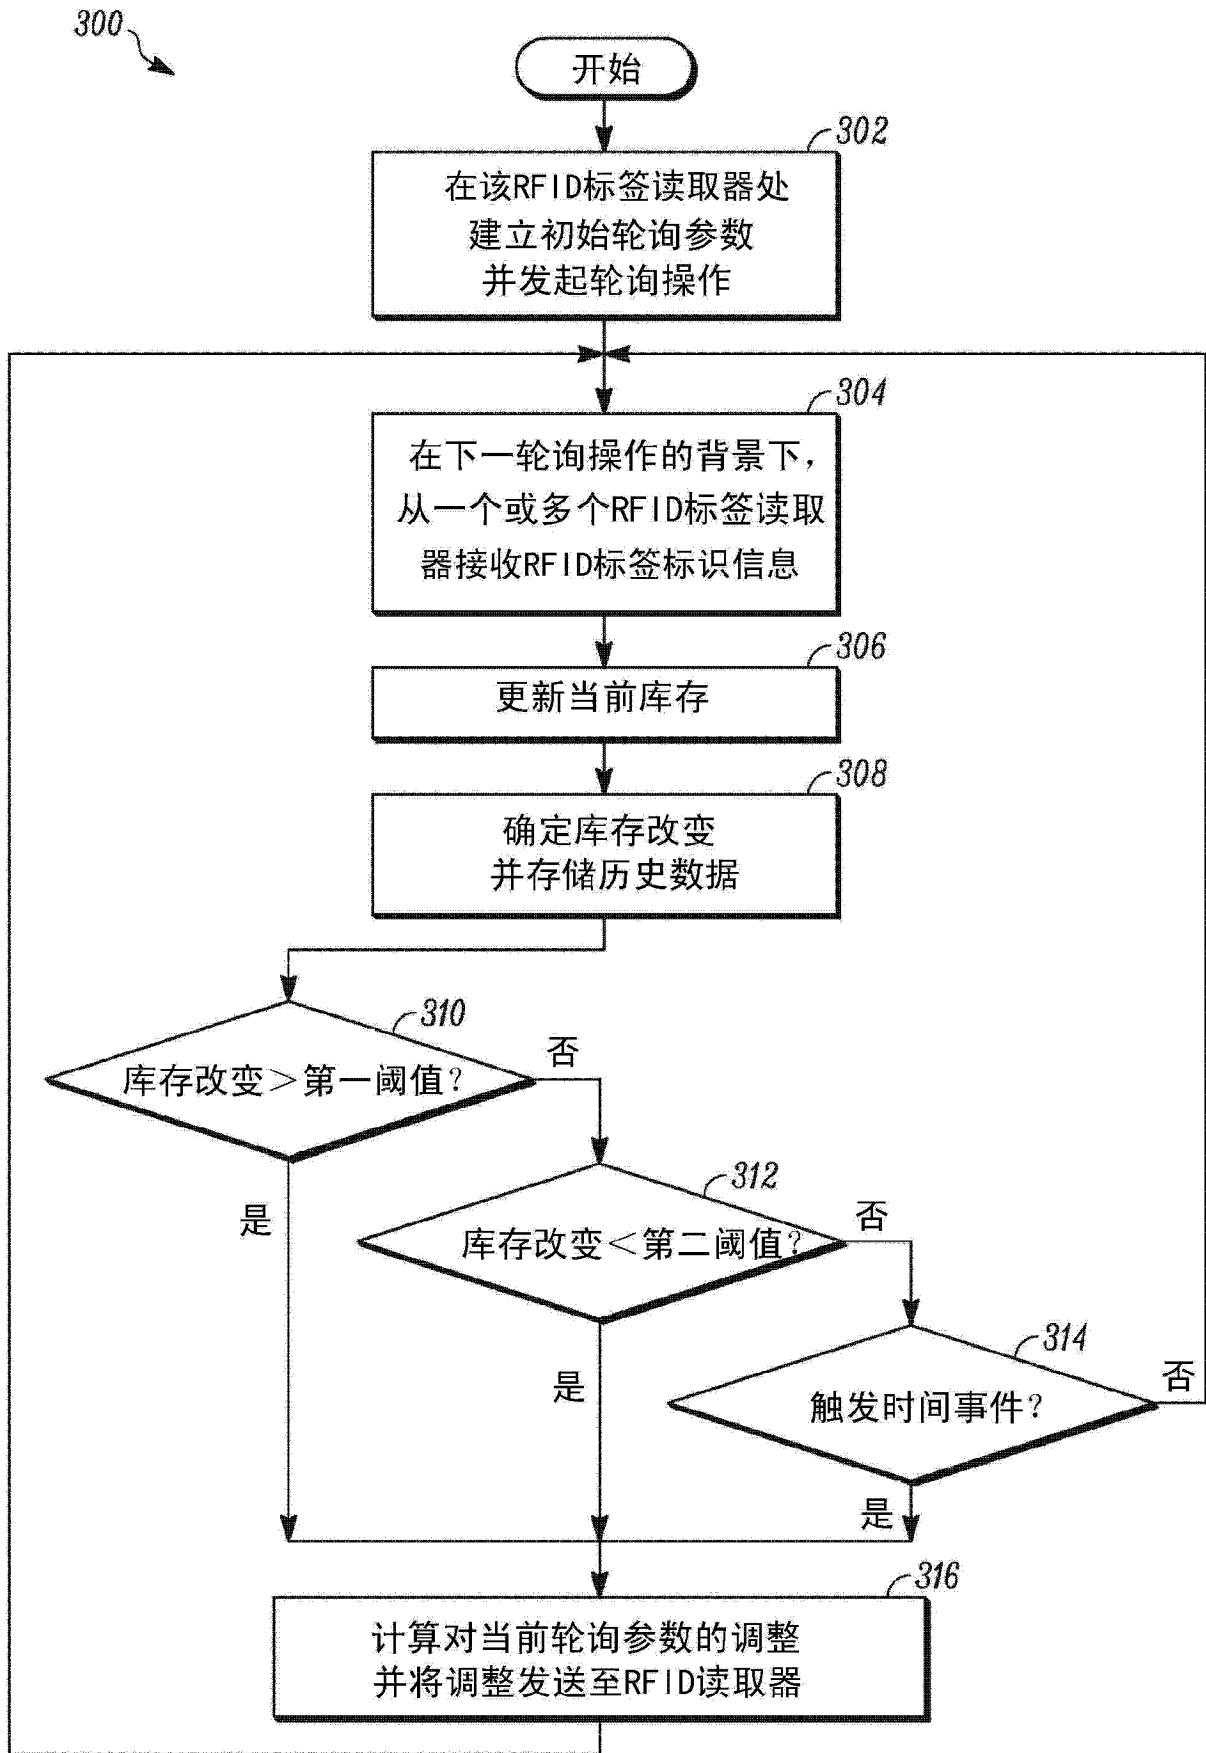 300
开始
302
在该RFID标签读取器处
建立初始轮询参数
并发起轮询操作
304
在下一轮询操作的背景下，
从一个或多个RFID标签读取
器接收RFID标签标识信息
306
更新当前库存
308
确定库存改变
并存储历史数据
310
库存改变＞第一阈值？
否
是
312
库存改变＜第二阈值？
否
是
314
触发时间事件？
否
是
316
计算对当前轮询参数的调整
并将调整发送至RFID读取器